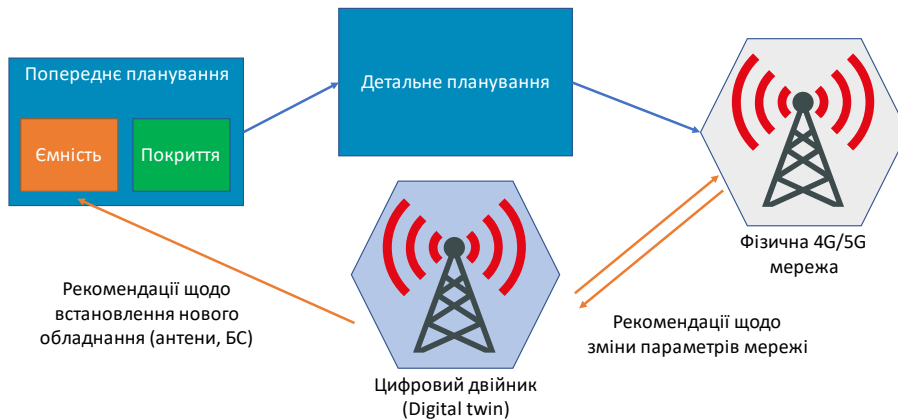 Попереднє планування
Ємність
Покриття
Детальне планування
Фізична 4G/5G
мережа
Рекомендації щодо
встановлення нового
обладнання (антени, БС)
Рекомендації щодо
зміни параметрів мережі
Цифровий двійник
(Digital twin)